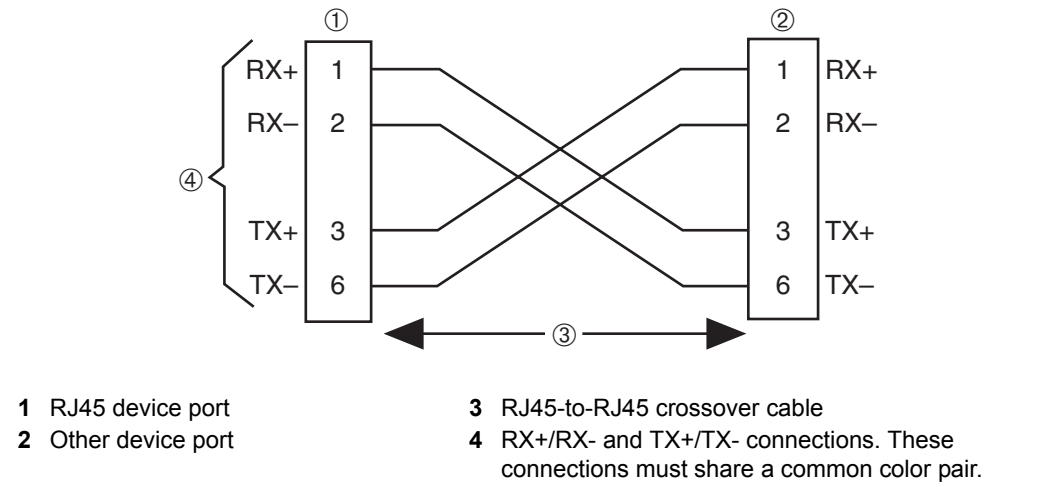 ① ②
RX+ 1 1 RX+
RX– 2 2 RX–
④
TX+ 3 3 TX+
TX– 6 6 TX–
③
1 RJ45 device port
2 Other device port
3 RJ45-to-RJ45 crossover cable
4 RX+/RX- and TX+/TX- connections. These
connections must share a common color pair.